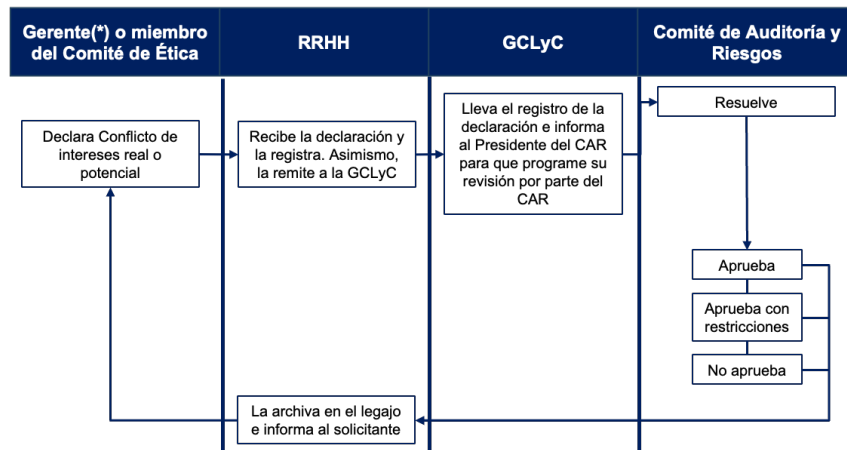 Gerente(*) o miembro
del Comité de Ética
RRHH
GCLyC
Comité de Auditoría y
Riesgos
Declara Conflicto de
intereses real o
potencial
Recibe la declaración y
la registra. Asimismo,
la remite a la GCLyC
Lleva el registro de la
declaración e informa
al Presidente del CAR
para que programe su
revisión por parte del
CAR
Resuelve
Aprueba
Aprueba con
restricciones
No aprueba
La archiva en el legajo
e informa al solicitante